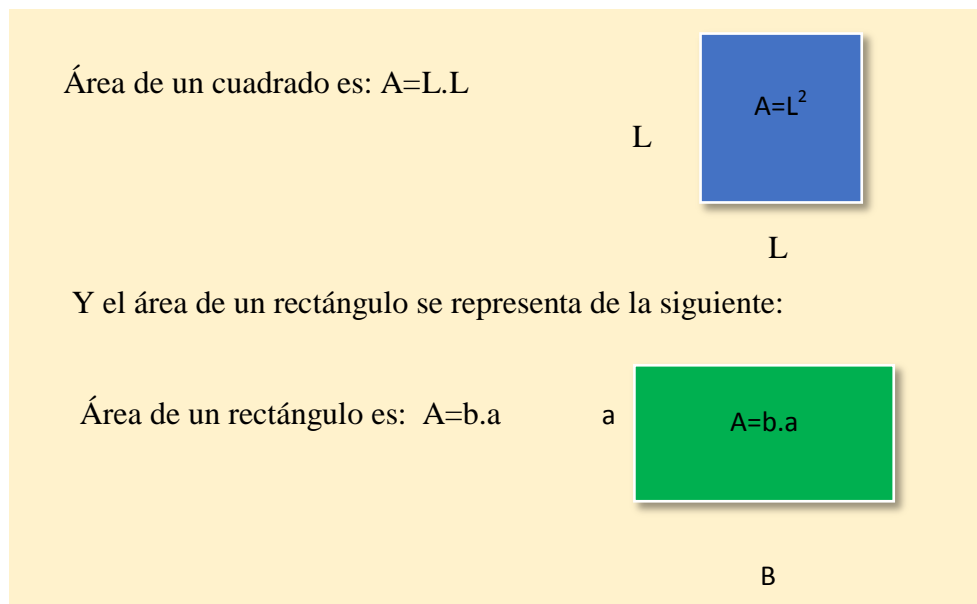 Área de un cuadrado es: A=L.L
A=L²
L
L
Y el área de un rectángulo se representa de la siguiente:
Área de un rectángulo es:  A=b.a
a
A=b.a
B